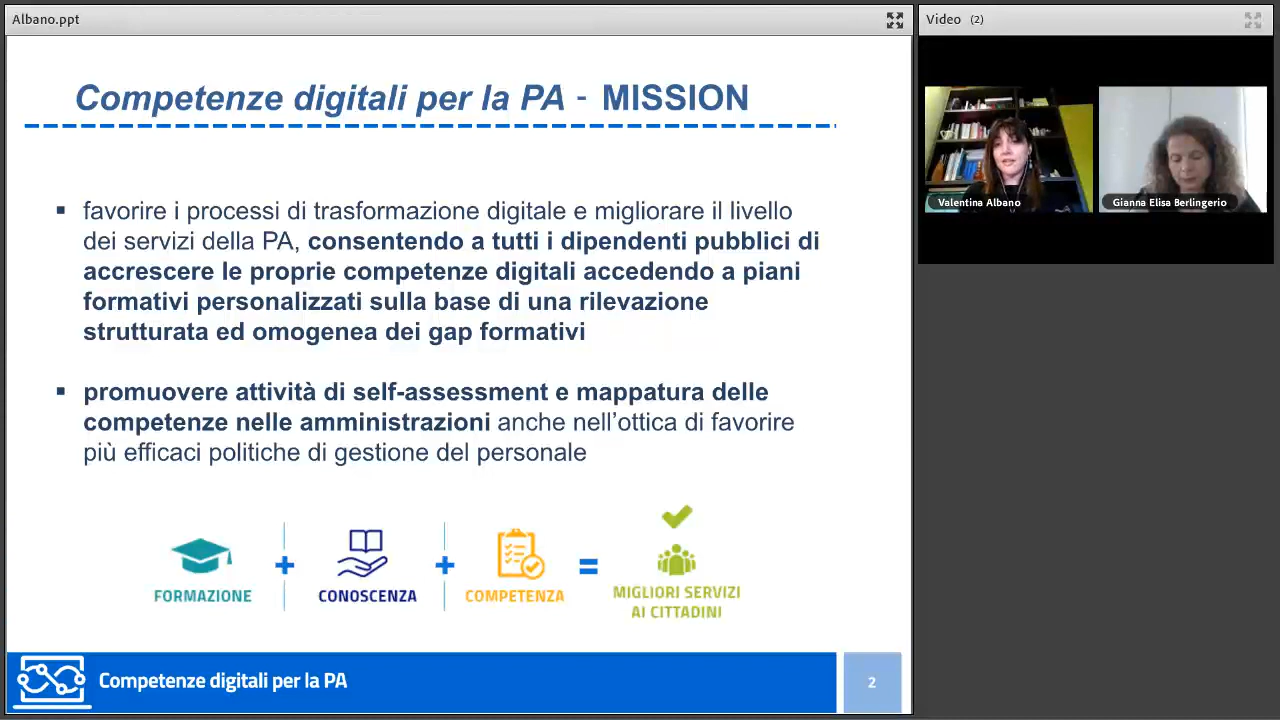 Albano.ppt
Competenze digitali per la PA - MISSION
▪ favorire i processi di trasformazione digitale e migliorare il livello
dei servizi della PA, consentendo a tutti i dipendenti pubblici di
accrescere le proprie competenze digitali accedendo a piani
formativi personalizzati sulla base di una rilevazione
strutturata ed omogenea dei gap formativi
▪ promuovere attività di self-assessment e mappatura delle
competenze nelle amministrazioni anche nell’ottica di favorire
più efficaci politiche di gestione del personale
FORMAZIONE + CONOSCENZA + COMPETENZA = MIGLIORI SERVIZI
AI CITTADINI
Competenze digitali per la PA
2
Video (2)
Valentina Albano
Gianna Elisa Berlingerio